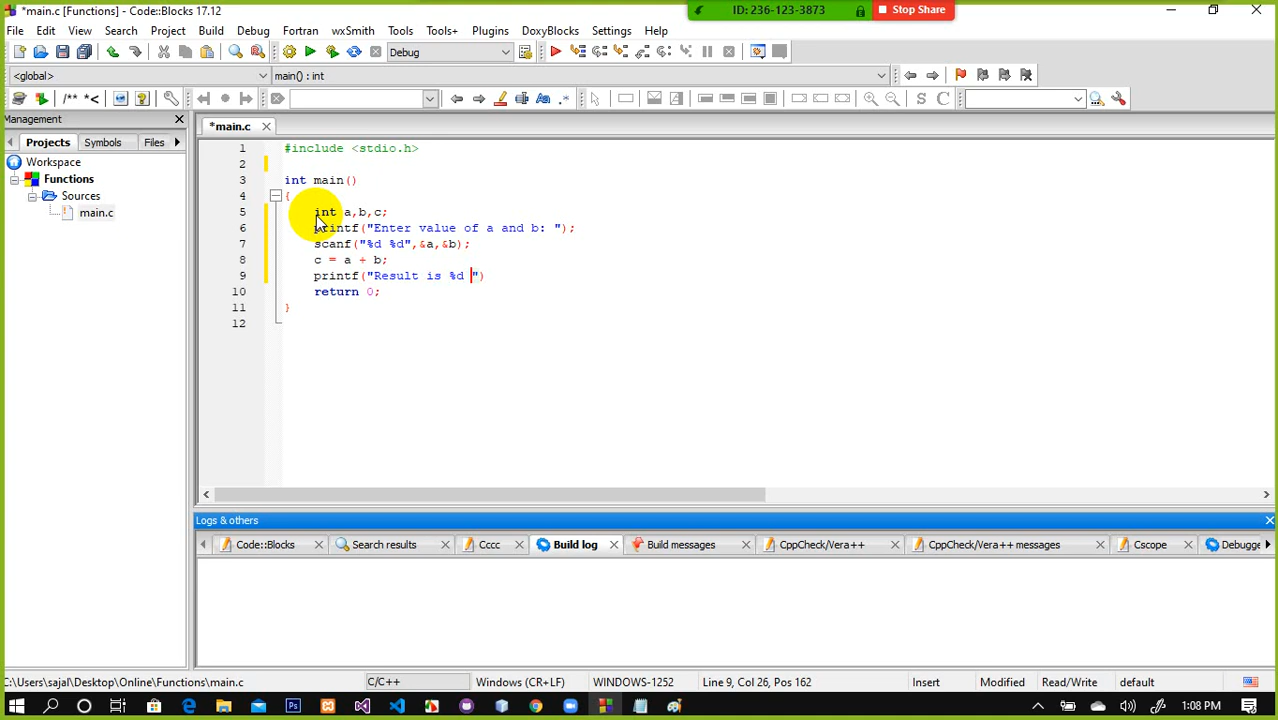 *main.c [Functions] - Code::Blocks 17.12
ID: 236-123-3873
Stop Share
File Edit View Search Project Build Debug Fortran wxSmith Tools Tools+ Plugins DoxyBlocks Settings Help
Debug
<global>
main() : int
/** *<
S C
Management
*main.c
Projects Symbols Files
Workspace
Functions
Sources
main.c
1 #include <stdio.h>
2
3 int main()
4 {
5 int a,b,c;
6 printf("Enter value of a and b: ");
7 scanf("%d %d",&a,&b);
8 c = a + b;
9 printf("Result is %d ")
10 return 0;
11 }
12
Logs & others
Code::Blocks Search results Cccc Build log Build messages CppCheck/Vera++ CppCheck/Vera++ messages Cscope Debugge
C:\Users\sajal\Desktop\Online\Functions\main.c C/C++ Windows (CR+LF) WINDOWS-1252 Line 9, Col 26, Pos 162 Insert Modified Read/Write default
1:08 PM